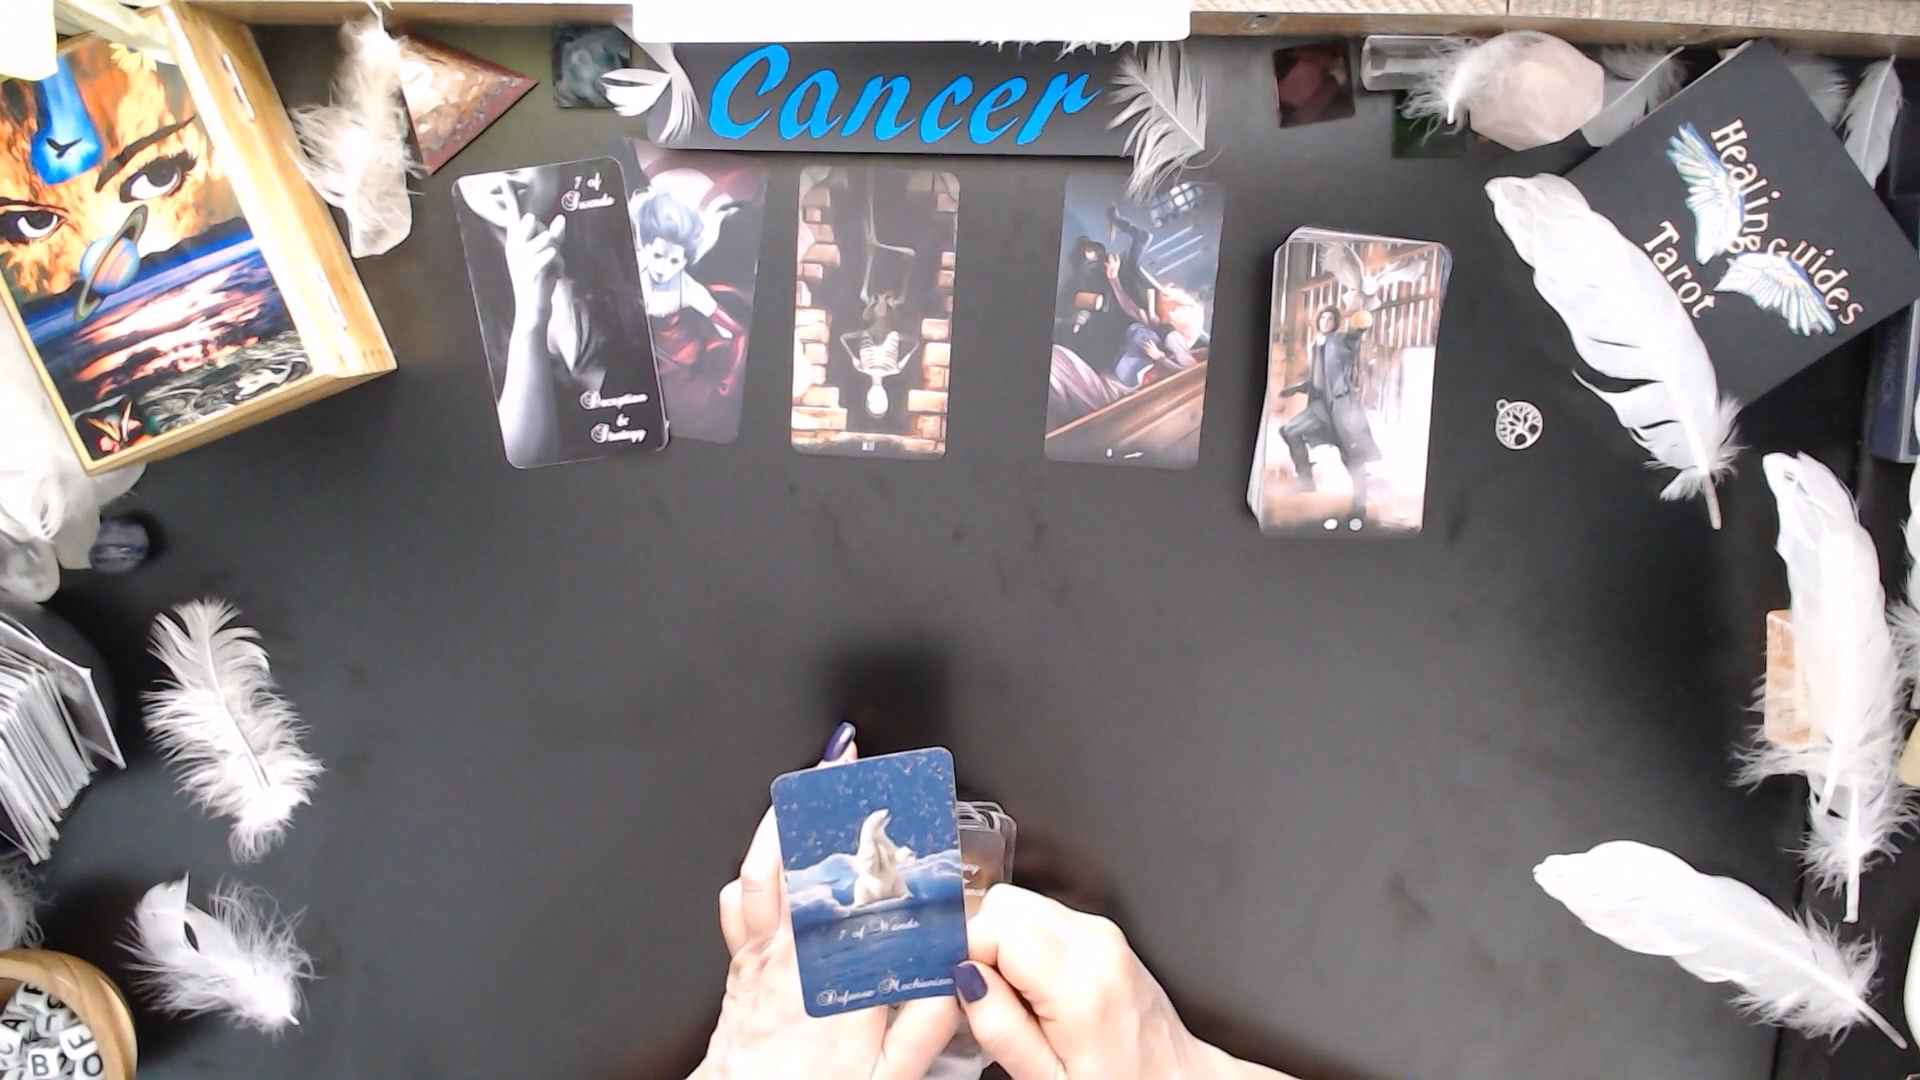 Cancer
7 of
Swords
Deception
&
Strategy
Healing Guides
Tarot
7 of Wands
Defense Mechanism
B
O
A